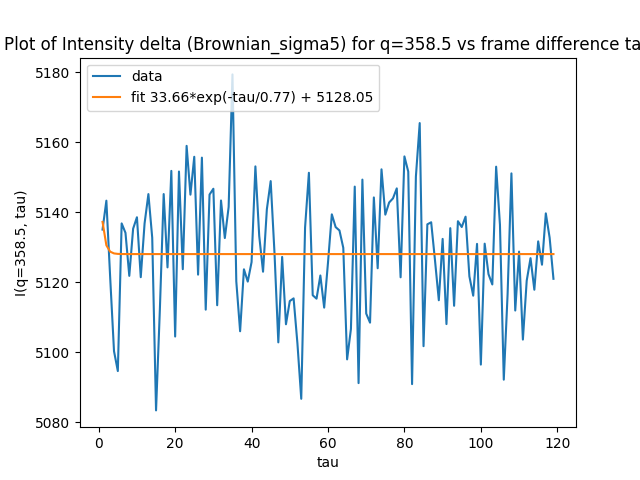 Plot of Intensity delta (Brownian_sigma5) for q=358.5 vs frame difference ta
data
fit 33.66*exp(-tau/0.77) + 5128.05
I(q=358.5, tau)
5180
5160
5140
5120
5100
5080
0 20 40 60 80 100 120
tau